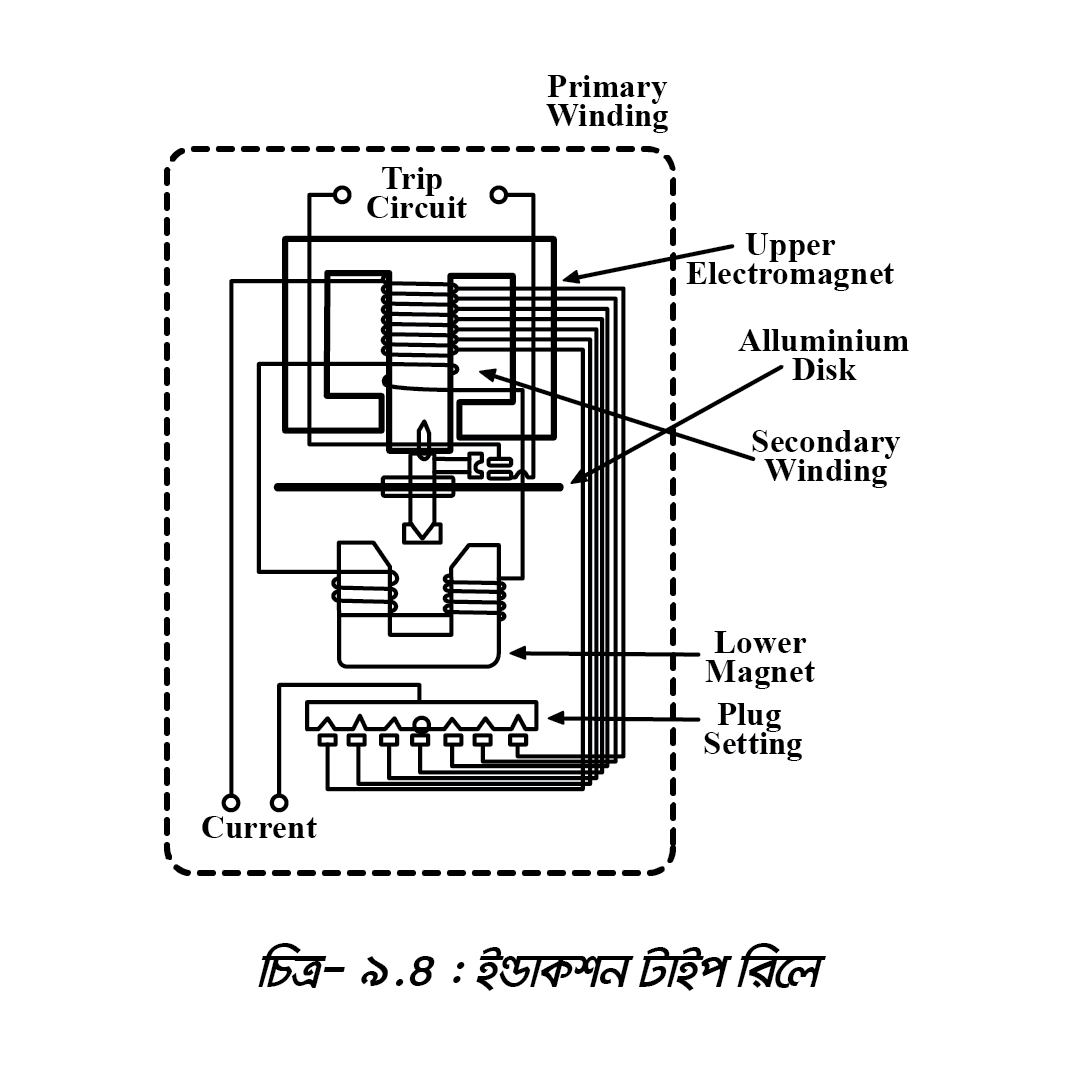 Primary
Winding
Trip
Circuit
Upper
Electromagnet
Alluminium
Disk
Secondary
Winding
Lower
Magnet
Plug
Setting
Current
চিত্র- ৯.৪ : ইন্ডাকশন টাইপ রিলে